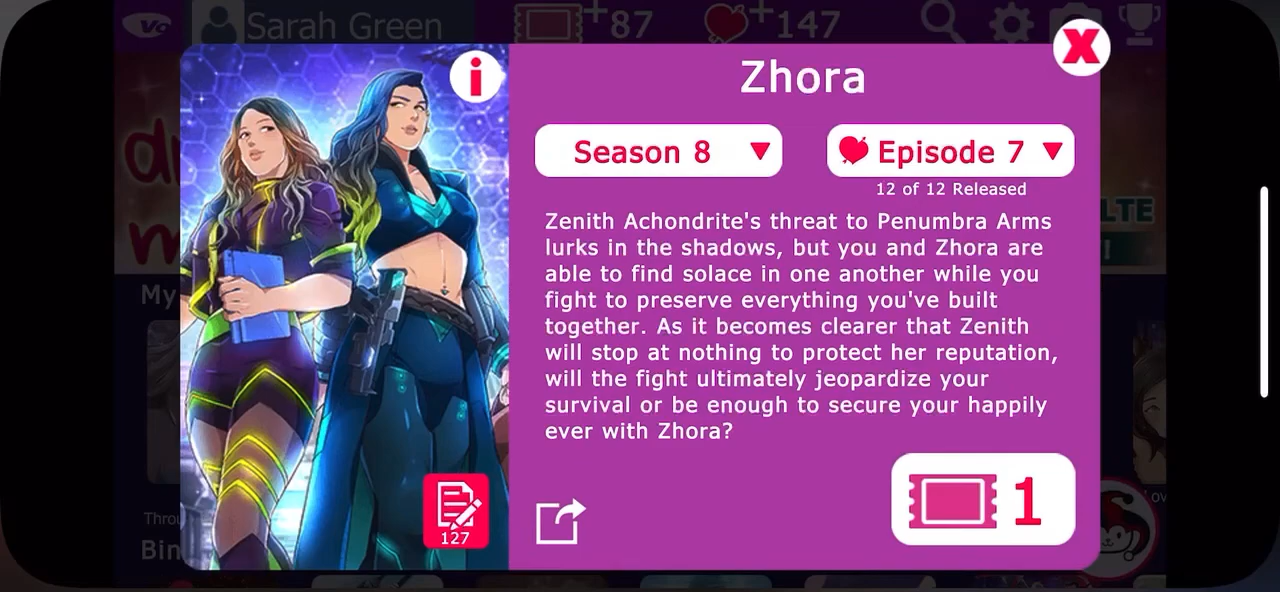 Sarah Green
+87
+147
i
X
Zhora
Season 8
Episode 7
12 of 12 Released
Zenith Achondrite's threat to Penumbra Arms
lurks in the shadows, but you and Zhora are
able to find solace in one another while you
fight to preserve everything you've built
together. As it becomes clearer that Zenith
will stop at nothing to protect her reputation,
will the fight ultimately jeopardize your
survival or be enough to secure your happily
ever with Zhora?
127
1
My
Bin